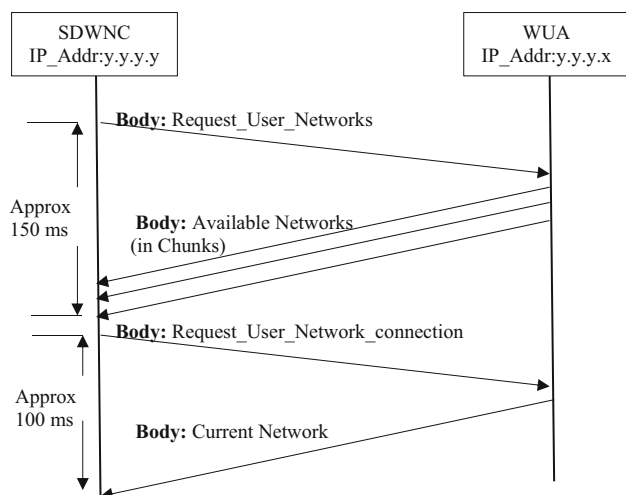 SDWNC
IP_Addr:y.y.y.y
WUA
IP_Addr:y.y.y.x
Body: Request_User_Networks
Approx
150 ms
Body: Available Networks
(in Chunks)
Body: Request_User_Network_connection
Approx
100 ms
Body: Current Network